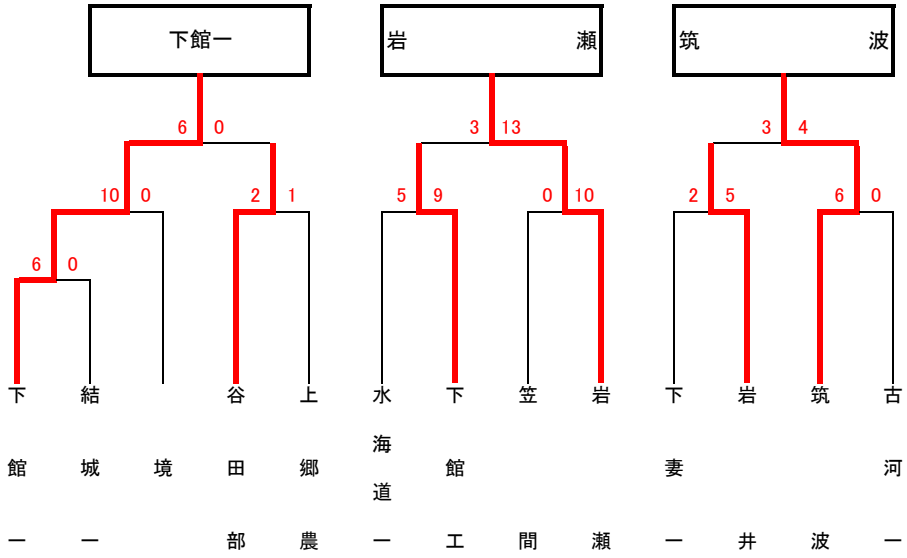 下館一
岩瀬
筑波
6 0
3 13
3 4
10 0
2 1
5 9
0 10
2 5
6 0
6 0
下館一
結城一
境
谷田部
上郷農
水海道一
下館工
笠間
岩瀬
下妻一
岩井
筑波
古河一